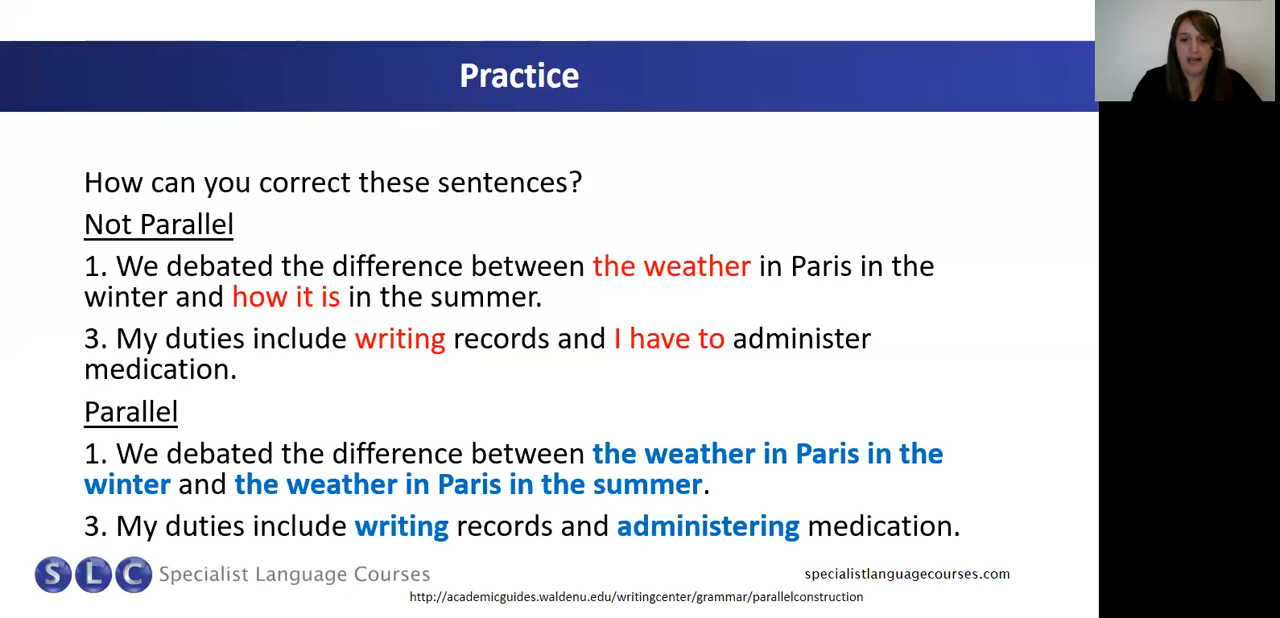 Practice
How can you correct these sentences?
Not Parallel
1. We debated the difference between the weather in Paris in the
winter and how it is in the summer.
3. My duties include writing records and I have to administer
medication.
Parallel
1. We debated the difference between the weather in Paris in the
winter and the weather in Paris in the summer.
3. My duties include writing records and administering medication.
SLC Specialist Language Courses
specialistlanguagecourses.com
http://academicguides.waldenu.edu/writingcenter/grammar/parallelconstruction